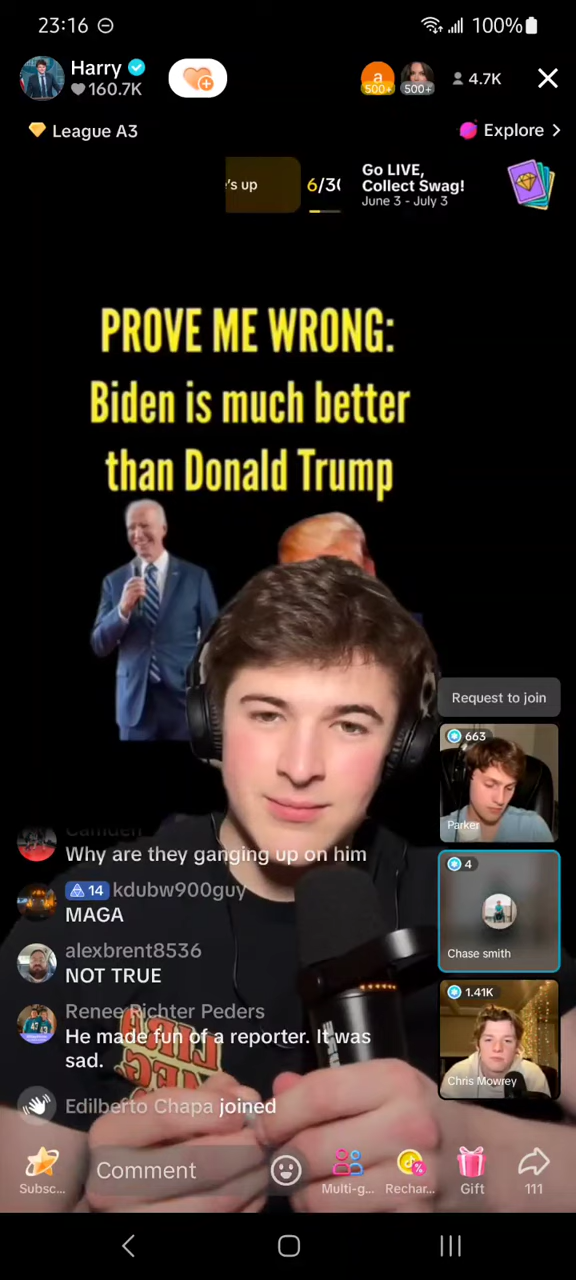 23:16
100%
Harry
160.7K
a
500+
500+
4.7K
League A3
Explore >
's up
6/30
Go LIVE,
Collect Swag!
June 3 - July 3
PROVE ME WRONG:
Biden is much better
than Donald Trump
Request to join
663
Parker
4
Chase smith
1.41K
Chris Mowrey
Camden
Why are they ganging up on him
14 kdubw900guy
MAGA
alexbrent8536
NOT TRUE
Renee Richter Peders
He made fun of a reporter. It was
sad.
Edilberto Chapa joined
Subsc...
Comment
Multi-g...
Rechar...
Gift
111